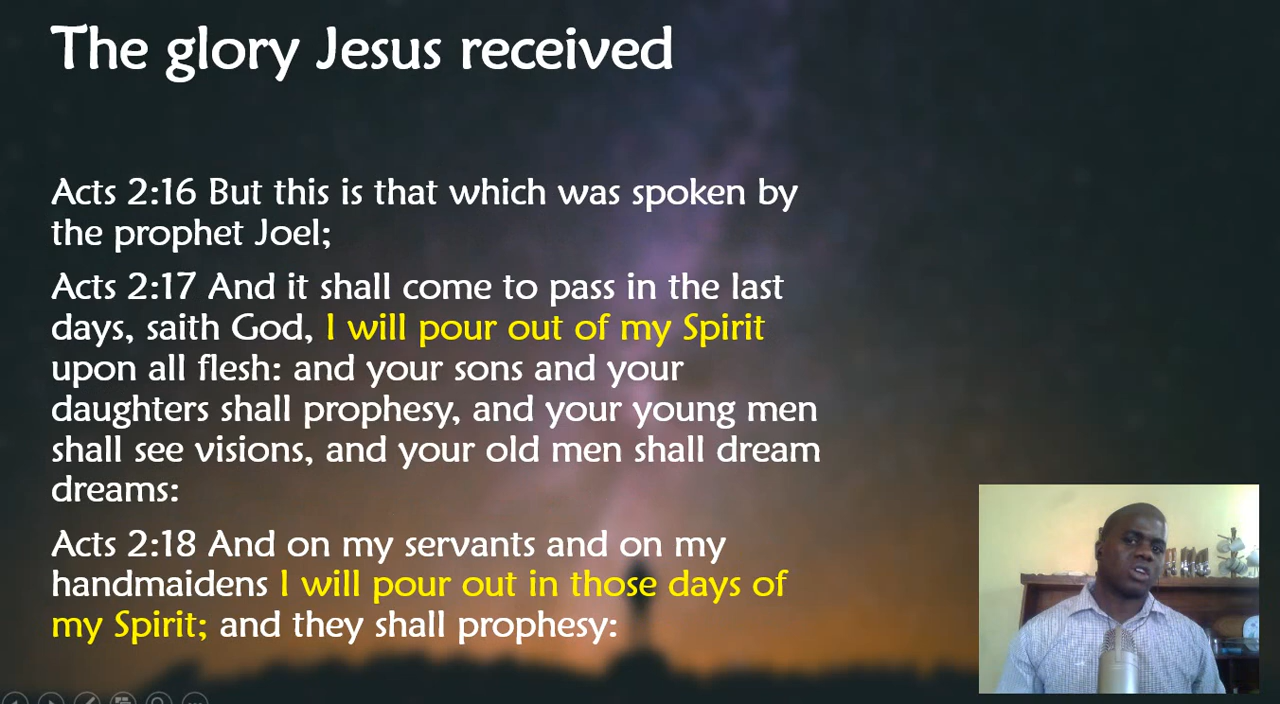 The glory Jesus received
Acts 2:16 But this is that which was spoken by
the prophet Joel;
Acts 2:17 And it shall come to pass in the last
days, saith God, I will pour out of my Spirit
upon all flesh: and your sons and your
daughters shall prophesy, and your young men
shall see visions, and your old men shall dream
dreams:
Acts 2:18 And on my servants and on my
handmaidens I will pour out in those days of
my Spirit; and they shall prophesy: